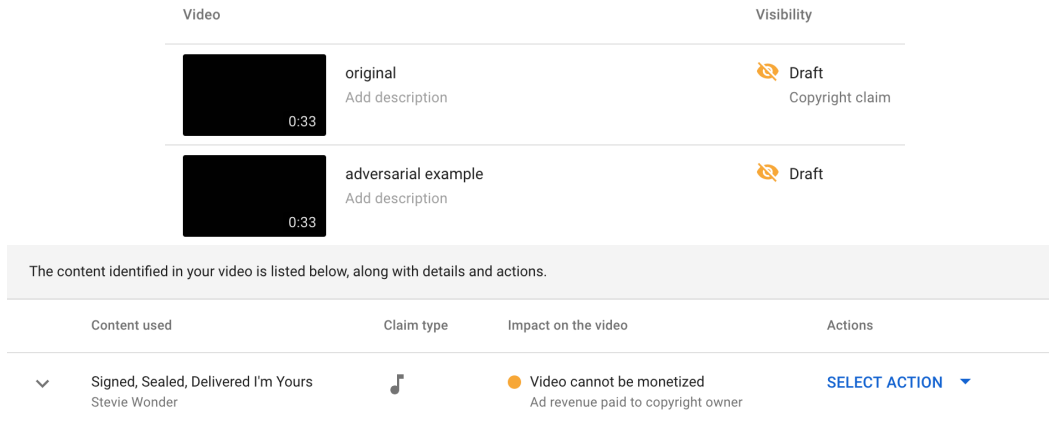 Video Visibility
original Draft
Add description Copyright claim
0:33
adversarial example Draft
Add description
0:33
The content identified in your video is listed below, along with details and actions.
Content used Claim type Impact on the video Actions
Signed, Sealed, Delivered I'm Yours Video cannot be monetized SELECT ACTION
Stevie Wonder Ad revenue paid to copyright owner